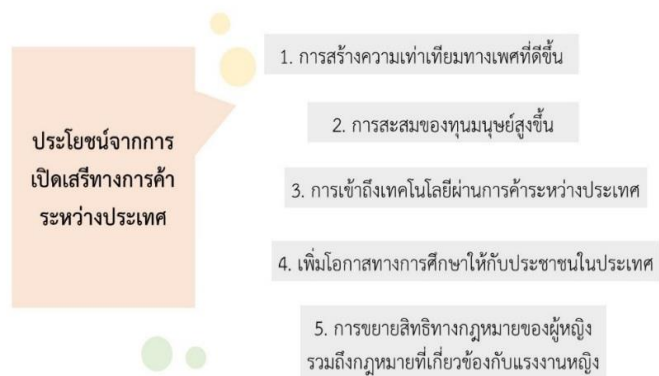 ประโยชน์จากการ
เปิดเสรีทางการค้า
ระหว่างประเทศ
1. การสร้างความเท่าเทียมทางเพศที่ดีขึ้น
2. การสะสมของทุนมนุษย์สูงขึ้น
3. การเข้าถึงเทคโนโลยีผ่านการค้าระหว่างประเทศ
4. เพิ่มโอกาสทางการศึกษาให้กับประชาชนในประเทศ
5. การขยายสิทธิทางกฎหมายของผู้หญิง
รวมถึงกฎหมายที่เกี่ยวข้องกับแรงงานหญิง